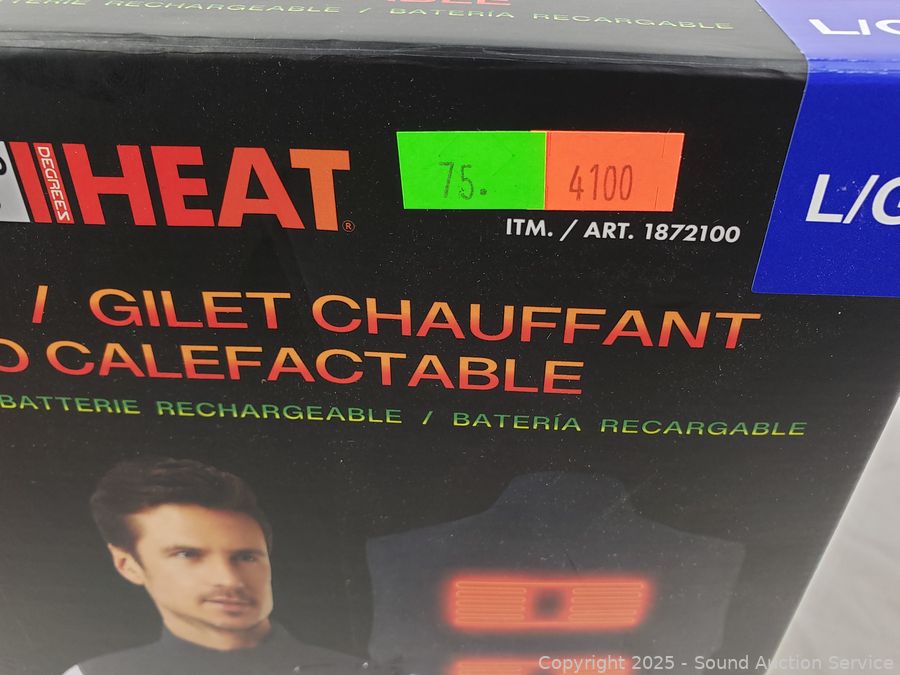 BATTERIE RECHARGEABLE / BATERÍA RECARGABLE
L/G
DEGREES HEAT®
75. 4100
ITM. / ART. 1872100
L/G
/ GILET CHAUFFANT
O CALEFACTABLE
BATTERIE RECHARGEABLE / BATERÍA RECARGABLE
Copyright 2025 - Sound Auction Service